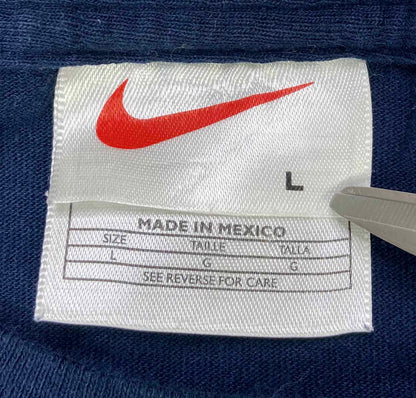 L
MADE IN MEXICO
SIZE TAILLE TALLA
L G G
SEE REVERSE FOR CARE